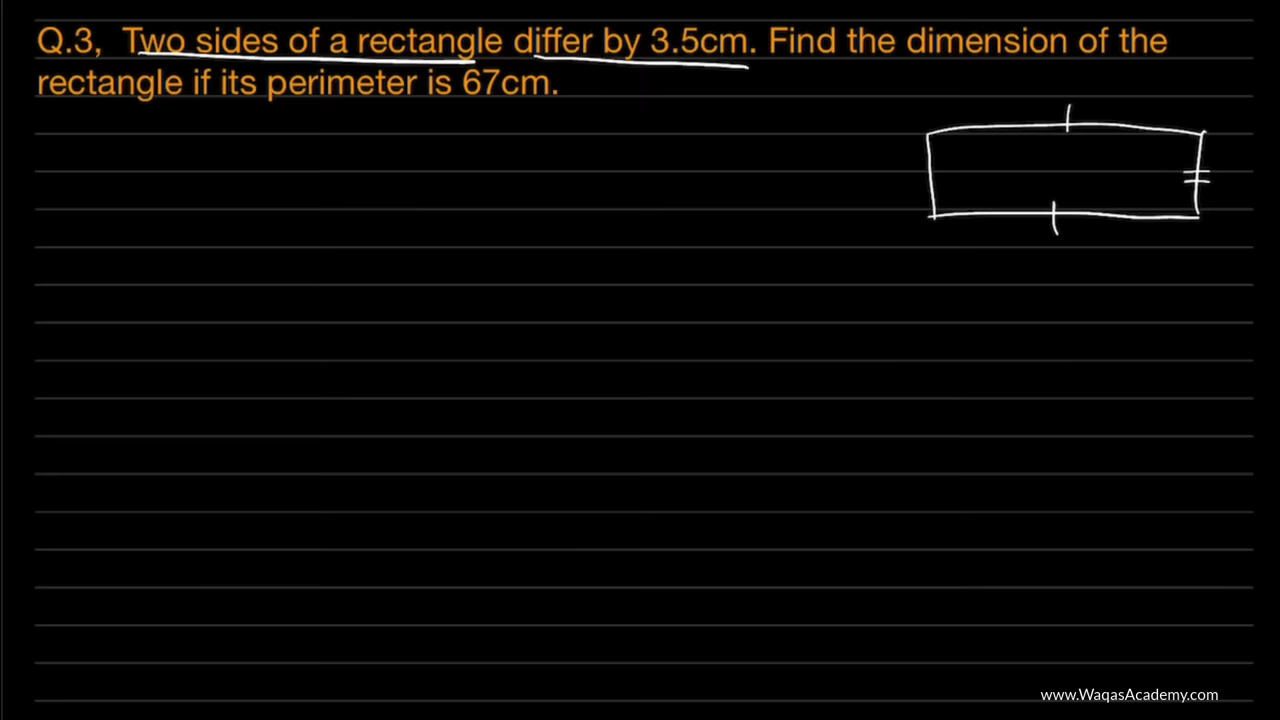 Q.3, Two sides of a rectangle differ by 3.5cm. Find the dimension of the
rectangle if its perimeter is 67cm.
www.WaqasAcademy.com